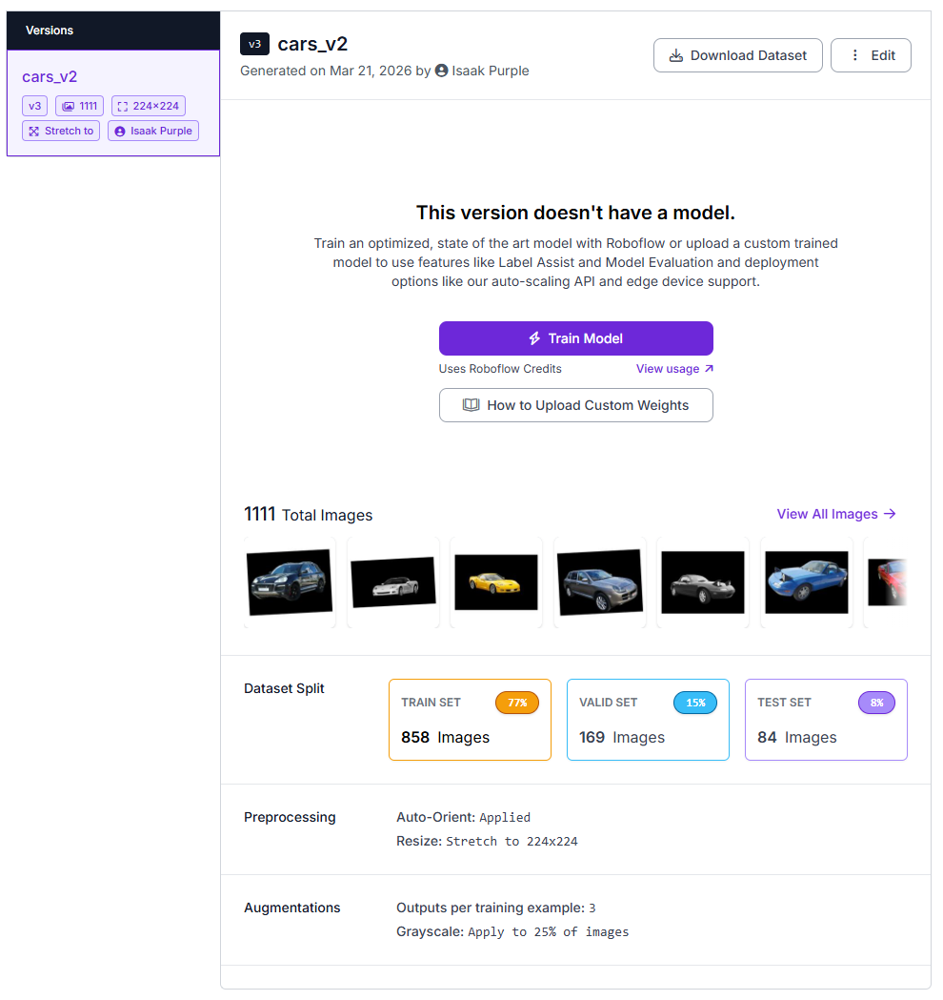 Versions
cars_v2
v3 1111 224×224
Stretch to Isaak Purple
v3 cars_v2
Generated on Mar 21, 2026 by Isaak Purple
Download Dataset
Edit
This version doesn't have a model.
Train an optimized, state of the art model with Roboflow or upload a custom trained
model to use features like Label Assist and Model Evaluation and deployment
options like our auto-scaling API and edge device support.
Train Model
Uses Roboflow Credits View usage
How to Upload Custom Weights
1111 Total Images View All Images
Dataset Split
TRAIN SET 77%
858 Images
VALID SET 15%
169 Images
TEST SET 8%
84 Images
Preprocessing
Auto-Orient: Applied
Resize: Stretch to 224x224
Augmentations
Outputs per training example: 3
Grayscale: Apply to 25% of images